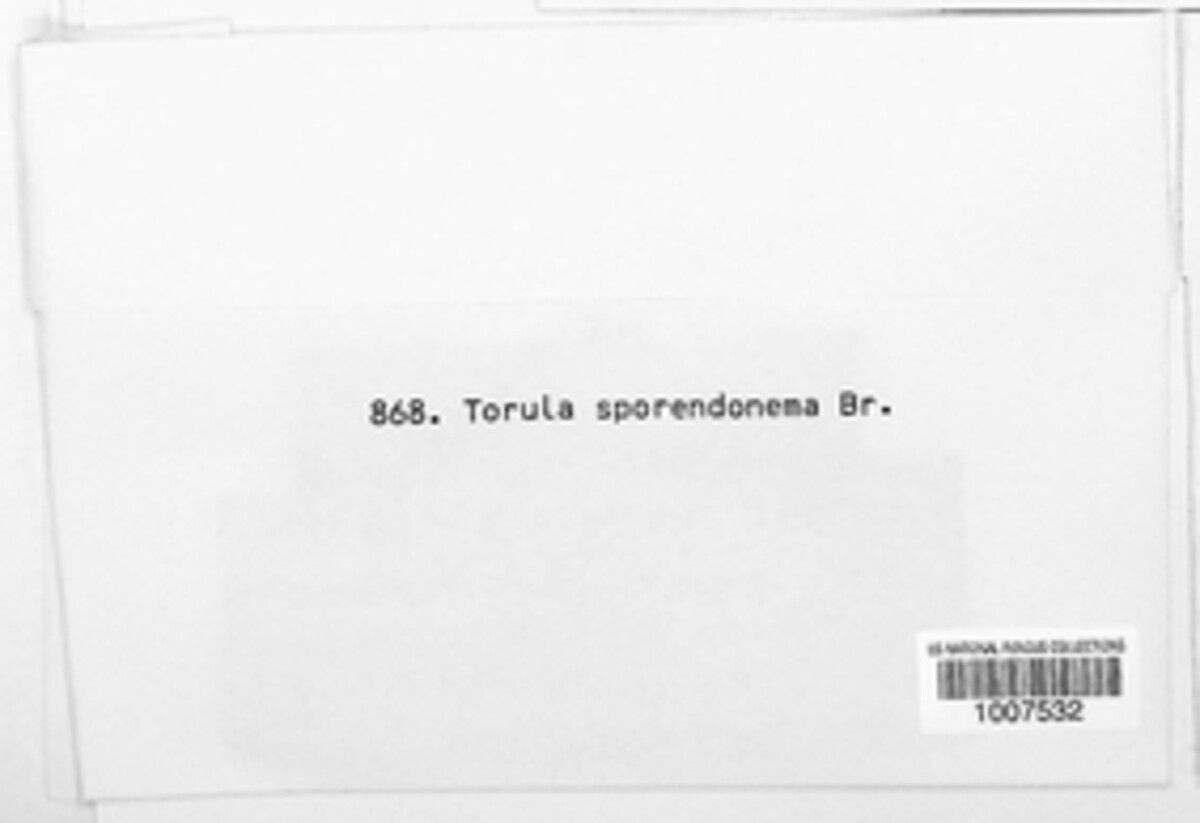 868. Torula sporendonema Br.
US NATIONAL FUNGUS COLLECTIONS
1007532